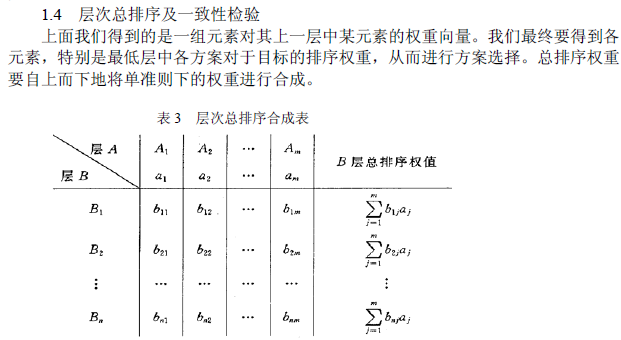 1.4 层次总排序及一致性检验
上面我们得到的是一组元素对其上一层中某元素的权重向量。我们最终要得到各
元素，特别是最低层中各方案对于目标的排序权重，从而进行方案选择。总排序权重
要自上而下地将单准则下的权重进行合成。
表 3 层次总排序合成表
层 A A₁ A₂ ⋯ Aₘ B 层总排序权值
层 B a₁ a₂ ⋯ aₘ
B₁ b₁₁ b₁₂ ⋯ b₁ₘ ∑_{j=1}^{m} b₁ⱼaⱼ
B₂ b₂₁ b₂₂ ⋯ b₂ₘ ∑_{j=1}^{m} b₂ⱼaⱼ
⋮ ⋯ ⋯ ⋯ ⋯ ⋮
Bₙ bₙ₁ bₙ₂ ⋯ bₙₘ ∑_{j=1}^{m} bₙⱼaⱼ